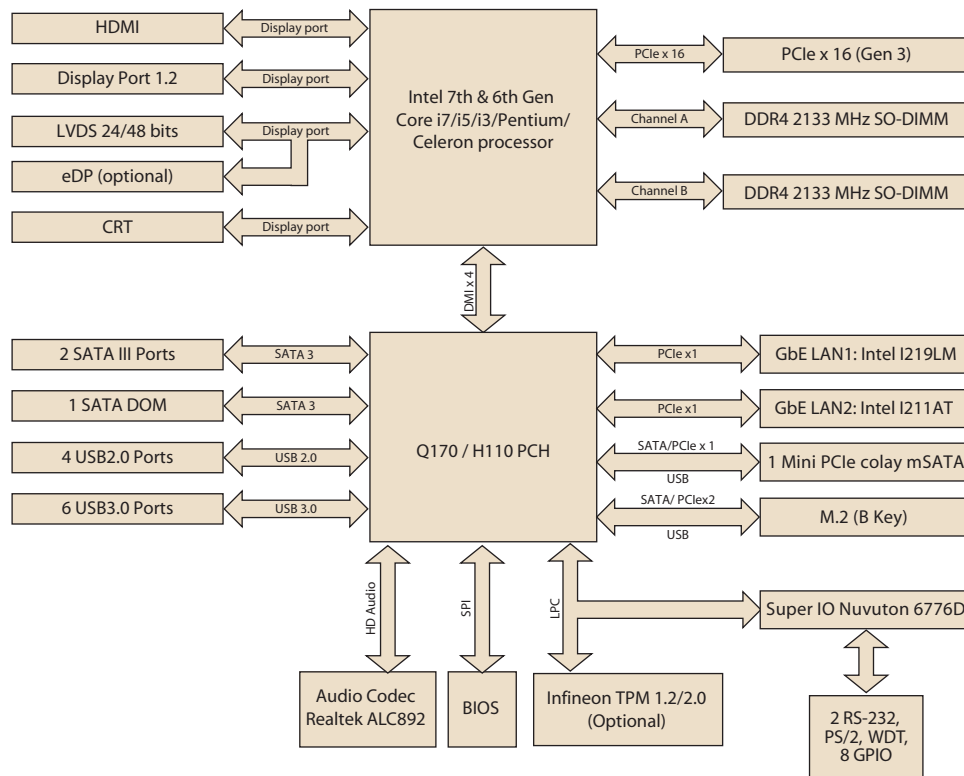 HDMI
Display port
Display Port 1.2
Display port
LVDS 24/48 bits
Display port
eDP (optional)
CRT
Display port
Intel 7th & 6th Gen
Core i7/i5/i3/Pentium/
Celeron processor
PCIe x 16
PCIe x 16 (Gen 3)
Channel A
DDR4 2133 MHz SO-DIMM
Channel B
DDR4 2133 MHz SO-DIMM
DMI x 4
2 SATA III Ports
SATA 3
1 SATA DOM
SATA 3
4 USB2.0 Ports
USB 2.0
6 USB3.0 Ports
USB 3.0
Q170 / H110 PCH
PCIe x1
GbE LAN1: Intel I219LM
PCIe x1
GbE LAN2: Intel I211AT
SATA/PCIe x 1
USB
1 Mini PCIe colay mSATA
SATA/ PCIex2
USB
M.2 (B Key)
HD Audio
SPI
LPC
Super IO Nuvuton 6776D
Audio Codec
Realtek ALC892
BIOS
Infineon TPM 1.2/2.0
(Optional)
2 RS-232,
PS/2, WDT,
8 GPIO